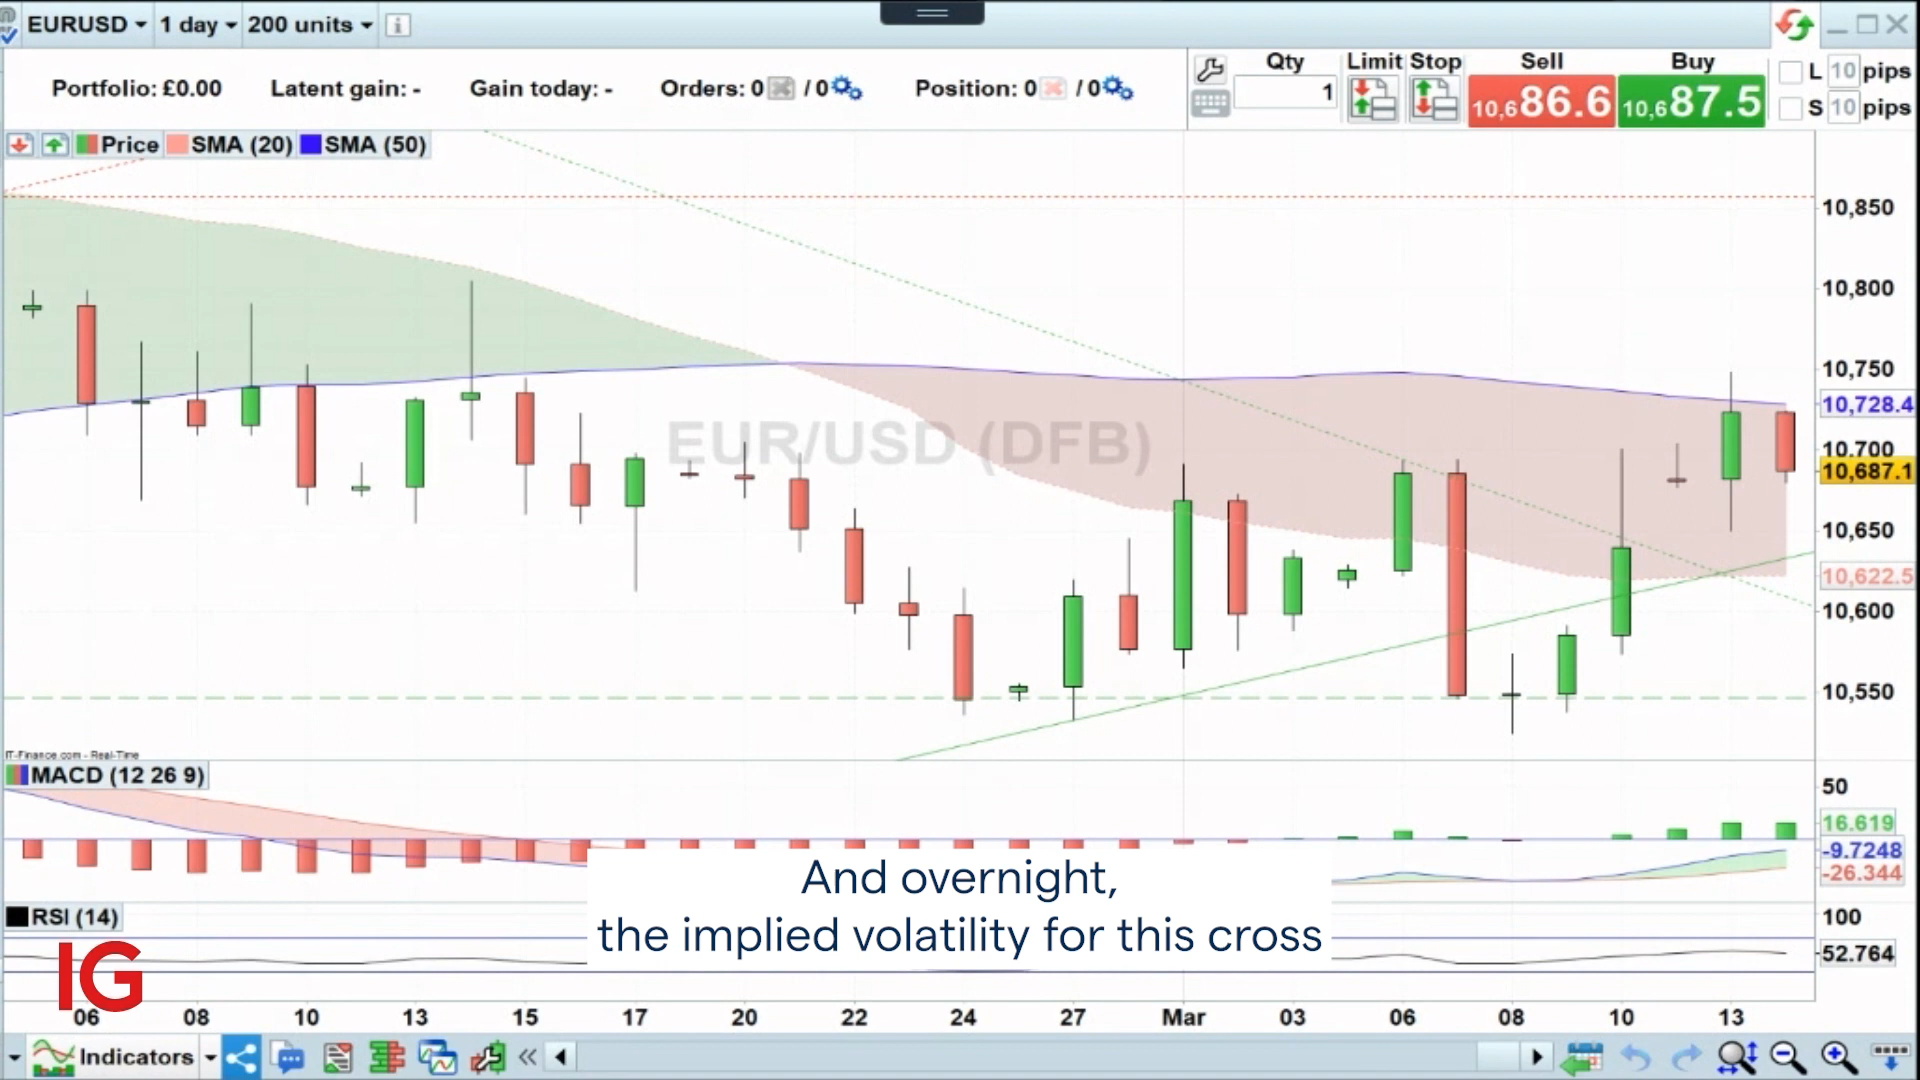 EURUSD 1 day 200 units i
Portfolio: £0.00 Latent gain: - Gain today: - Orders: 0 / 0 Position: 0 / 0
Qty Limit Stop Sell Buy
1 10,686.6 10,687.5
L 10 pips
S 10 pips
Price SMA (20) SMA (50)
EUR/USD (DFB)
10,850
10,800
10,750
10,728.4
10,700
10,687.1
10,650
10,622.5
10,600
10,550
IT-Finance.com - Real-Time
MACD (12 26 9)
50
16.619
-9.7248
-26.344
And overnight,
the implied volatility for this cross
RSI (14)
100
52.764
IG
06 08 10 13 15 17 20 22 24 27 Mar 03 06 08 10 13
Indicators